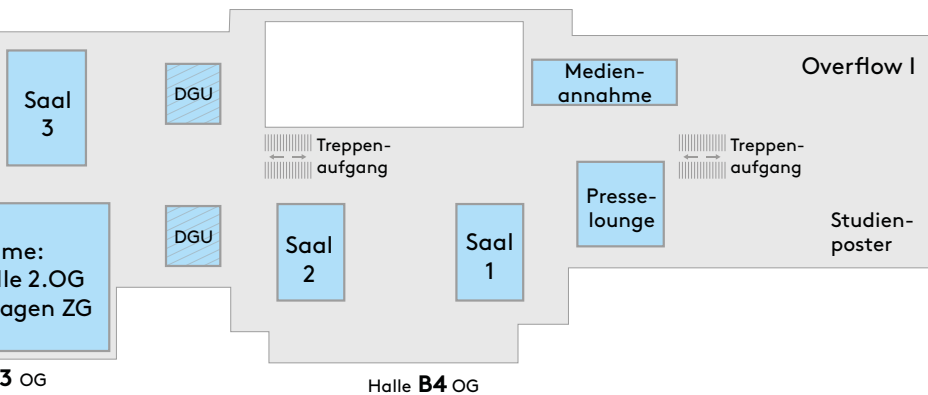 Overflow I
Medien-
annahme
Saal
3
DGU
Treppen-
aufgang
Treppen-
aufgang
Presse-
lounge
Studien-
poster
DGU
Saal
2
Saal
1
me:
lle 2.OG
agen ZG
3 OG
Halle B4 OG